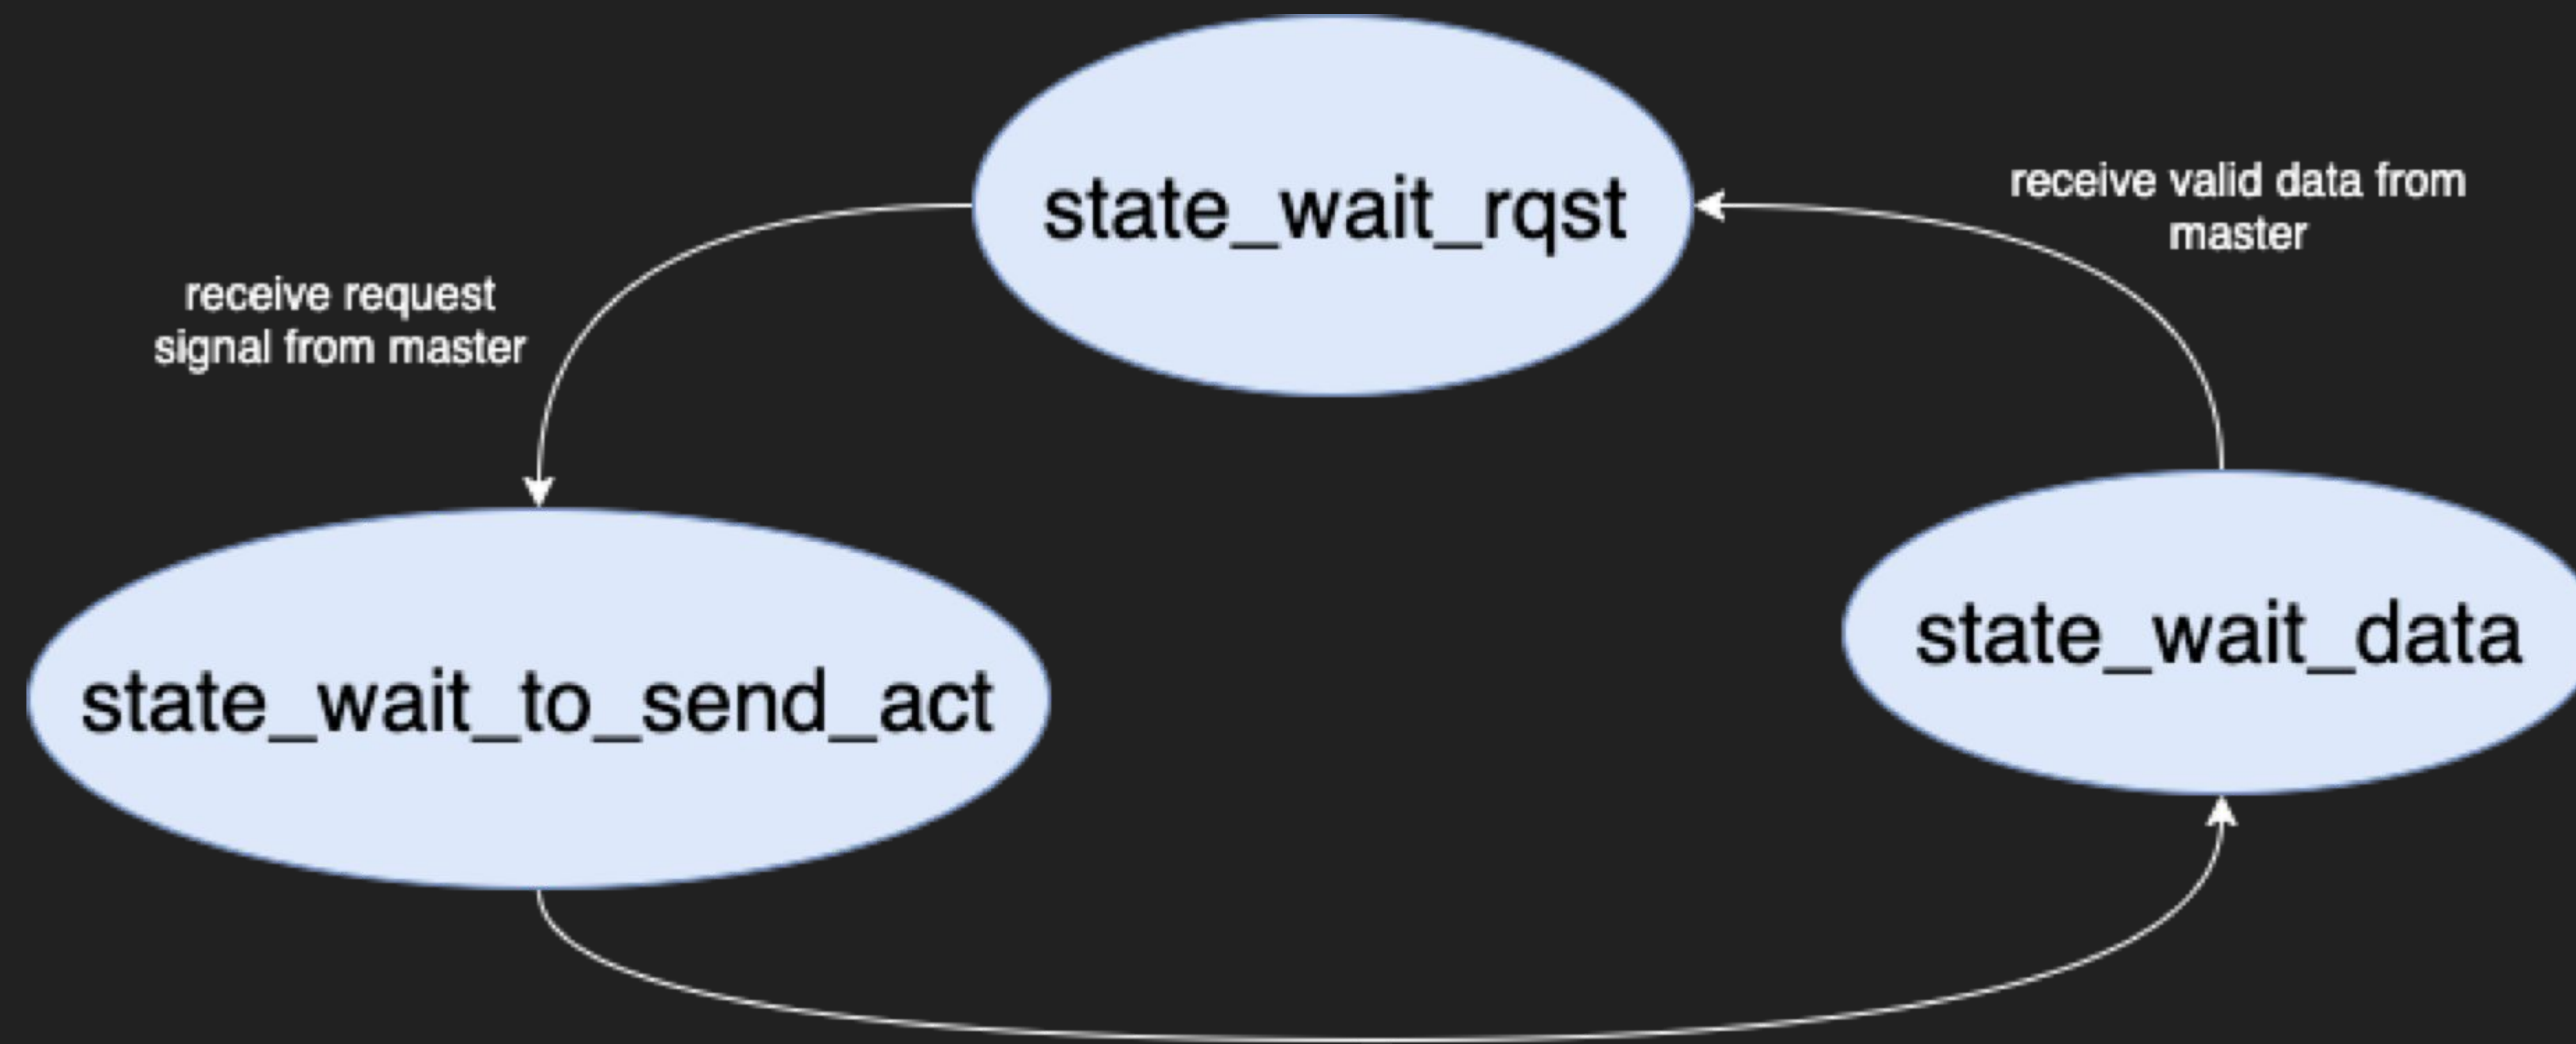 state_wait_rqst
receive valid data from
master
receive request
signal from master
state_wait_data
state_wait_to_send_act